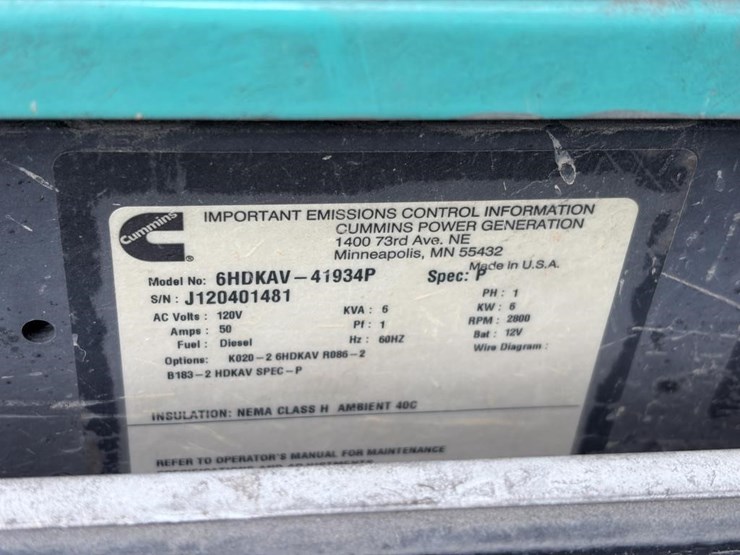 Cummins
IMPORTANT EMISSIONS CONTROL INFORMATION
CUMMINS POWER GENERATION
1400 73rd Ave. NE
Minneapolis, MN 55432
Made in U.S.A.
Model No: 6HDKAV-41934P Spec: P
S/N : J120401481 PH : 1
AC Volts : 120V KVA : 6 KW : 6
Amps : 50 Pf : 1 RPM : 2800
Fuel : Diesel Hz : 60HZ Bat : 12V
Options: K020-2 6HDKAV R086-2 Wire Diagram :
B183-2 HDKAV SPEC-P
INSULATION: NEMA CLASS H AMBIENT 40C
REFER TO OPERATOR'S MANUAL FOR MAINTENANCE